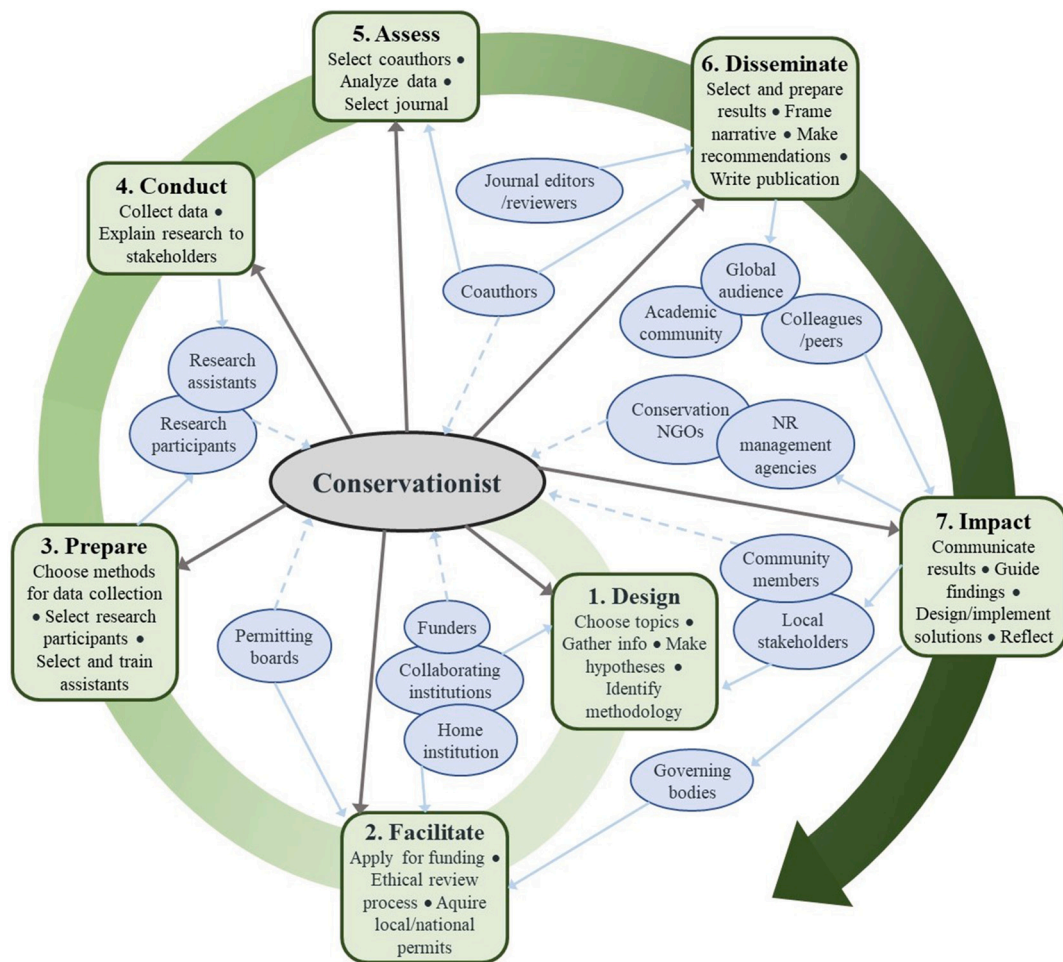 5. Assess
Select coauthors ●
Analyze data ●
Select journal
6. Disseminate
Select and prepare
results ● Frame
narrative ● Make
recommendations ●
Write publication
4. Conduct
Collect data ●
Explain research to
stakeholders
Journal editors
/reviewers
Coauthors
Global
audience
Academic
community
Colleagues
/peers
Research
assistants
Research
participants
Conservation
NGOs
NR
management
agencies
Conservationist
7. Impact
Communicate
results ● Guide
findings ●
Design/implement
solutions ● Reflect
3. Prepare
Choose methods
for data collection
● Select research
participants ●
Select and train
assistants
Community
members
Local
stakeholders
1. Design
Choose topics ●
Gather info ● Make
hypotheses ●
Identify
methodology
Permitting
boards
Funders
Collaborating
institutions
Home
institution
Governing
bodies
2. Facilitate
Apply for funding ●
Ethical review
process ● Aquire
local/national
permits